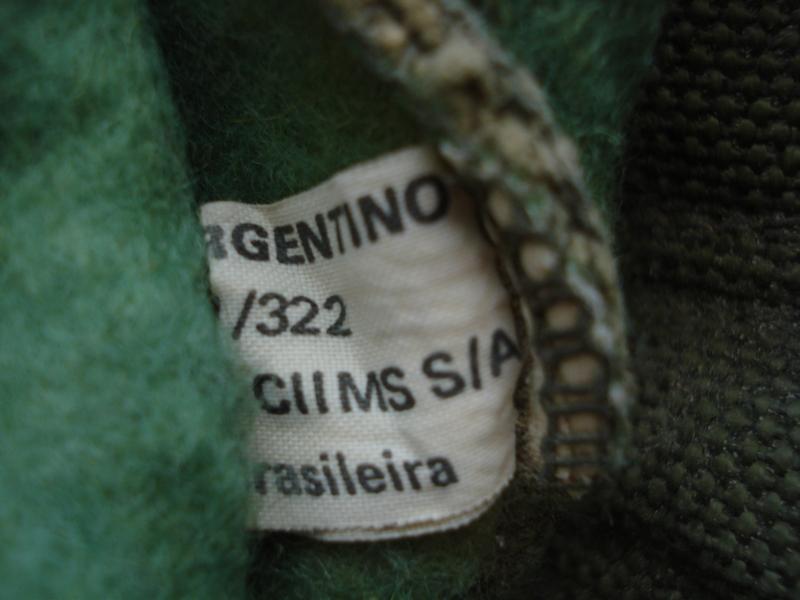 RGENTINO
/322
CIIMS S/A
rasileira